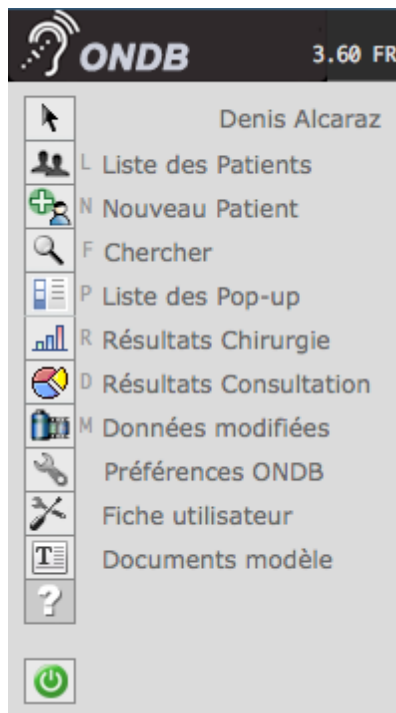 ONDB 3.60 FR
Denis Alcaraz
L Liste des Patients
N Nouveau Patient
F Chercher
P Liste des Pop-up
R Résultats Chirurgie
D Résultats Consultation
M Données modifiées
Préférences ONDB
Fiche utilisateur
T Documents modèle
?